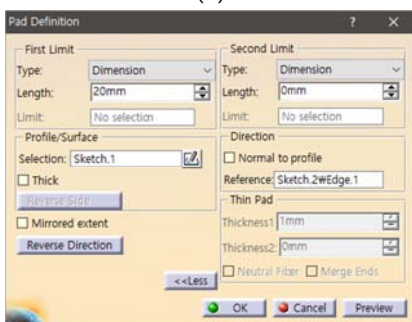 Pad Definition ? ×
First Limit
Type: Dimension
Length: 20mm
Limit: No selection
Profile/Surface
Selection: Sketch.1
Thick
Reverse Side
Mirrored extent
Reverse Direction
<<Less
Second Limit
Type: Dimension
Length: 0mm
Limit: No selection
Direction
Normal to profile
Reference: Sketch.2₩Edge.1
Thin Pad
Thickness1 1mm
Thickness2: 0mm
Neutral Fiber Merge Ends
OK Cancel Preview